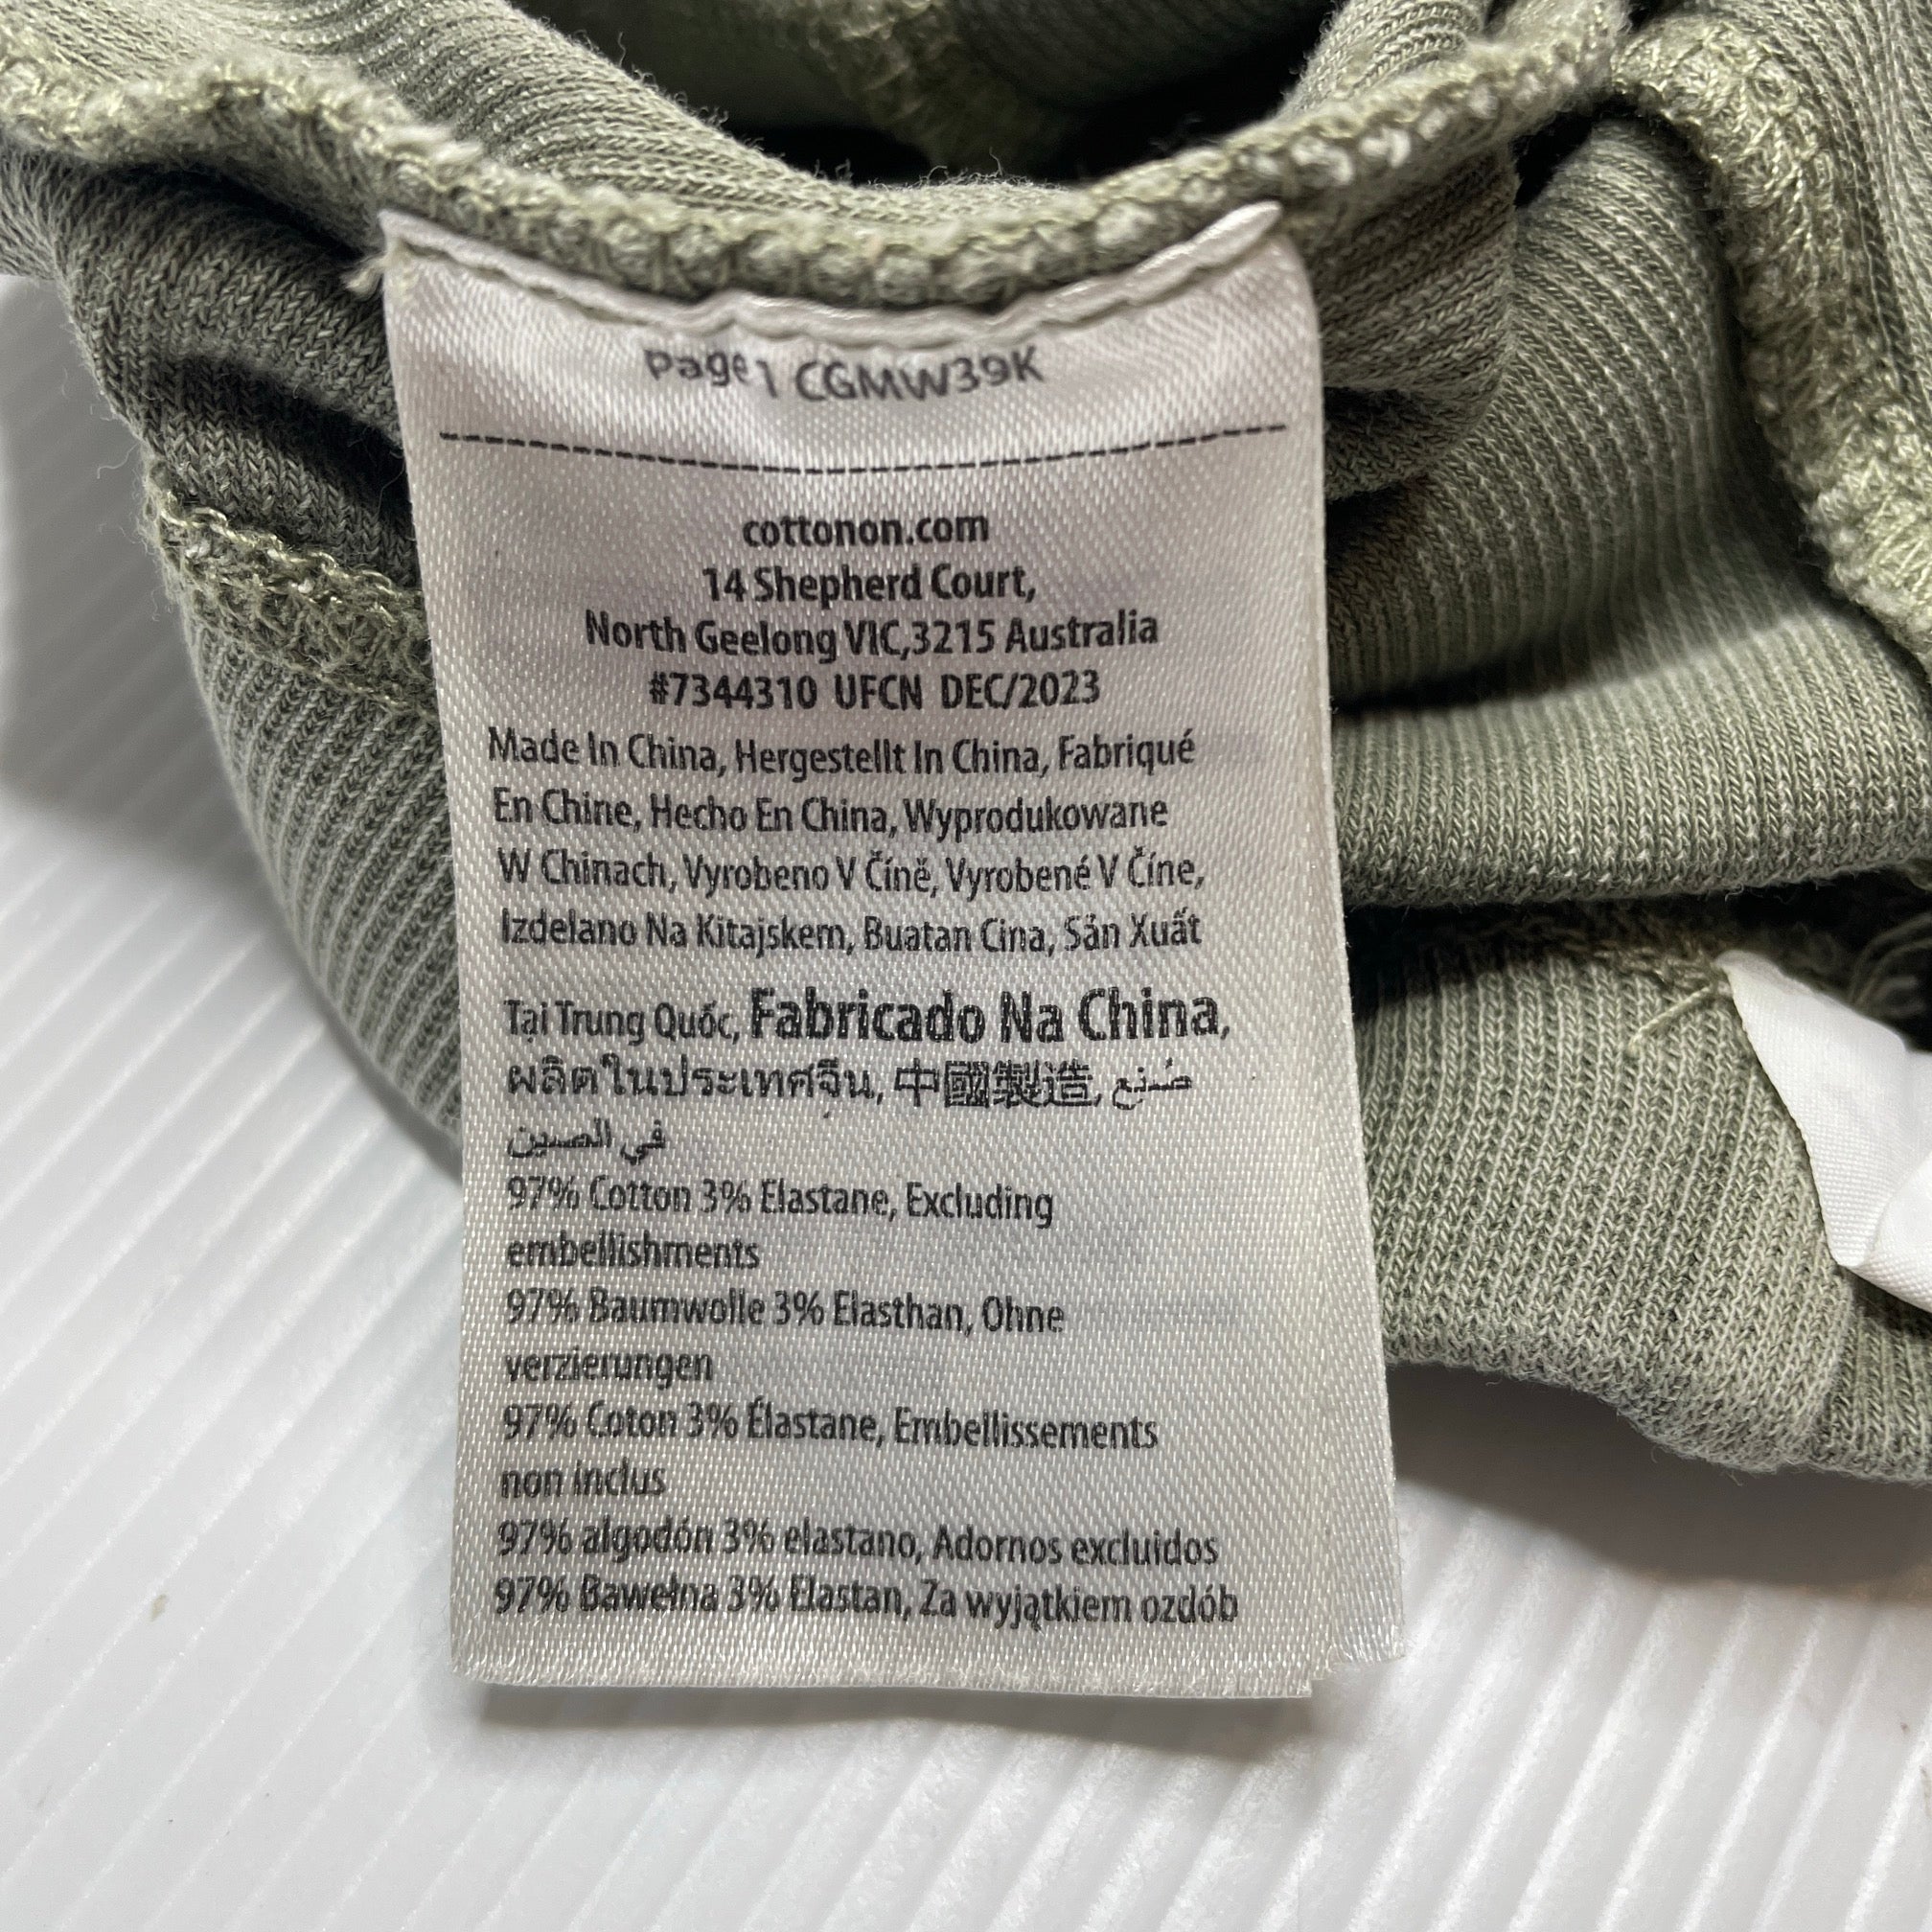 Page 1 CGMW39K
cottonon.com
14 Shepherd Court,
North Geelong VIC,3215 Australia
#7344310 UFCN DEC/2023
Made In China, Hergestellt In China, Fabriqué
En Chine, Hecho En China, Wyprodukowane
W Chinach, Vyrobeno V Číně, Vyrobené V Číne,
Izdelano Na Kitajskem, Buatan Cina, Sản Xuất
Tại Trung Quốc, Fabricado Na China,
ผลิตในประเทศจีน, 中國製造, صُنع
في الصين
97% Cotton 3% Elastane, Excluding
embellishments
97% Baumwolle 3% Elasthan, Ohne
verzierungen
97% Coton 3% Élastane, Embellissements
non inclus
97% algodón 3% elastano, Adornos excluidos
97% Bawełna 3% Elastan, Za wyjątkiem ozdób